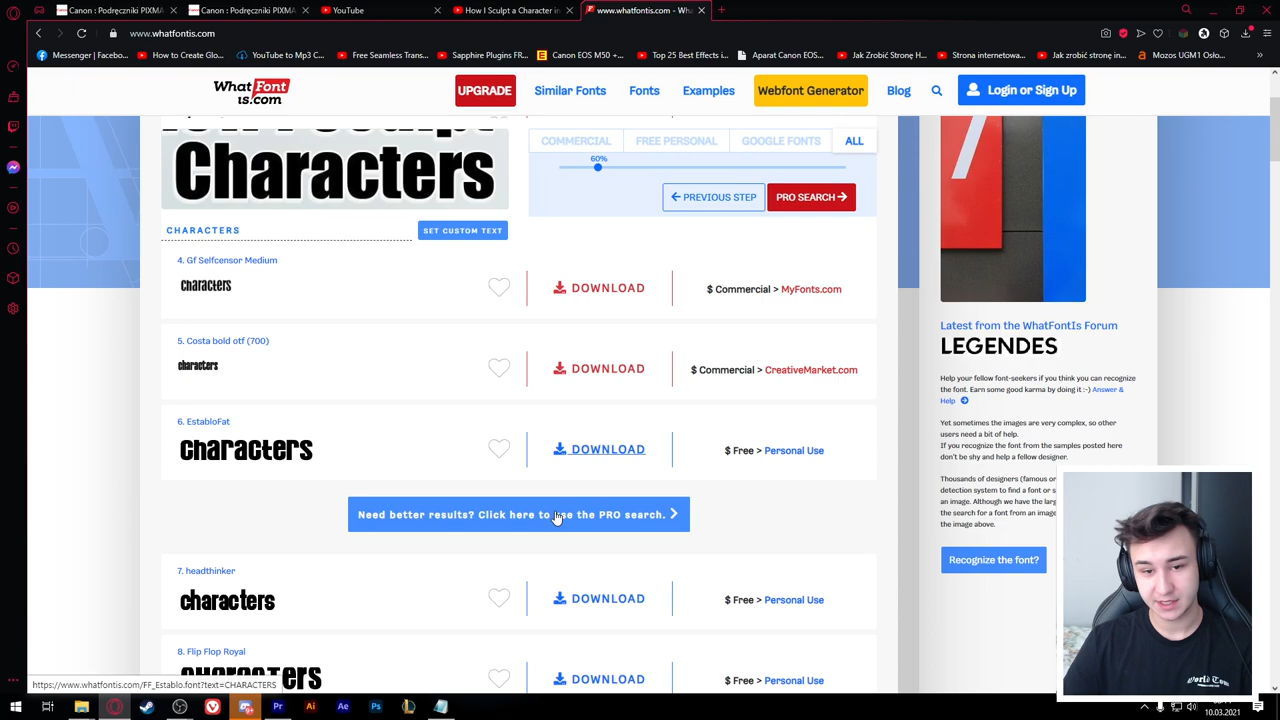 Canon : Podręczniki PIXMA
Canon : Podręczniki PIXMA
YouTube
How I Sculpt Character in
www.whatfontis.com - Wha
www.whatfontis.com
Messenger | Facebo...
How to Create Glo...
YouTube to Mp3 C...
Free Seamless Trans...
Sapphire Plugins FR...
Canon EOS M50 +...
Top 25 Best Effects i...
Aparat Canon EOS...
Jak Zrobić Strong H...
Strona internetowa...
Jak zrobić stronę in...
Mozos UGM1 Osło...
What Font is.com
UPGRADE
Similar Fonts
Fonts
Examples
Webfont Generator
Blog
Login or Sign Up
Characters
COMMERCIAL
FREE PERSONAL
GOOGLE FONTS
ALL
60%
PREVIOUS STEP
PRO SEARCH
CHARACTERS
SET CUSTOM TEXT
4. Gf Selfcensor Medium
characters
DOWNLOAD
$ Commercial > MyFonts.com
5. Costa bold otf (700)
characters
DOWNLOAD
$ Commercial > CreativeMarket.com
6. EstabloFat
characters
DOWNLOAD
$ Free > Personal Use
Need better results? Click here to use the PRO search.
7. headthinker
characters
DOWNLOAD
$ Free > Personal Use
8. Flip Flop Royal
DOWNLOAD
$ Free > Personal Use
Latest from the WhatFontIs Forum
LEGENDES
Help your fellow font-seekers if you think you can recognize
the font. Earn some good karma by doing it :-) Answer &
Help
Yet sometimes the images are very complex, so other
users need a bit of help.
If you recognize the font from the samples posted here
don't be shy and help a fellow designer.
Thousands of designers (famous or
detection system to find a font or s
an image. Although we have the larg
the search for a font from an image
the image above.
Recognize the font?
https://www.whatfontis.com/FF_Establo.font?text=CHARACTERS
10.03.2021